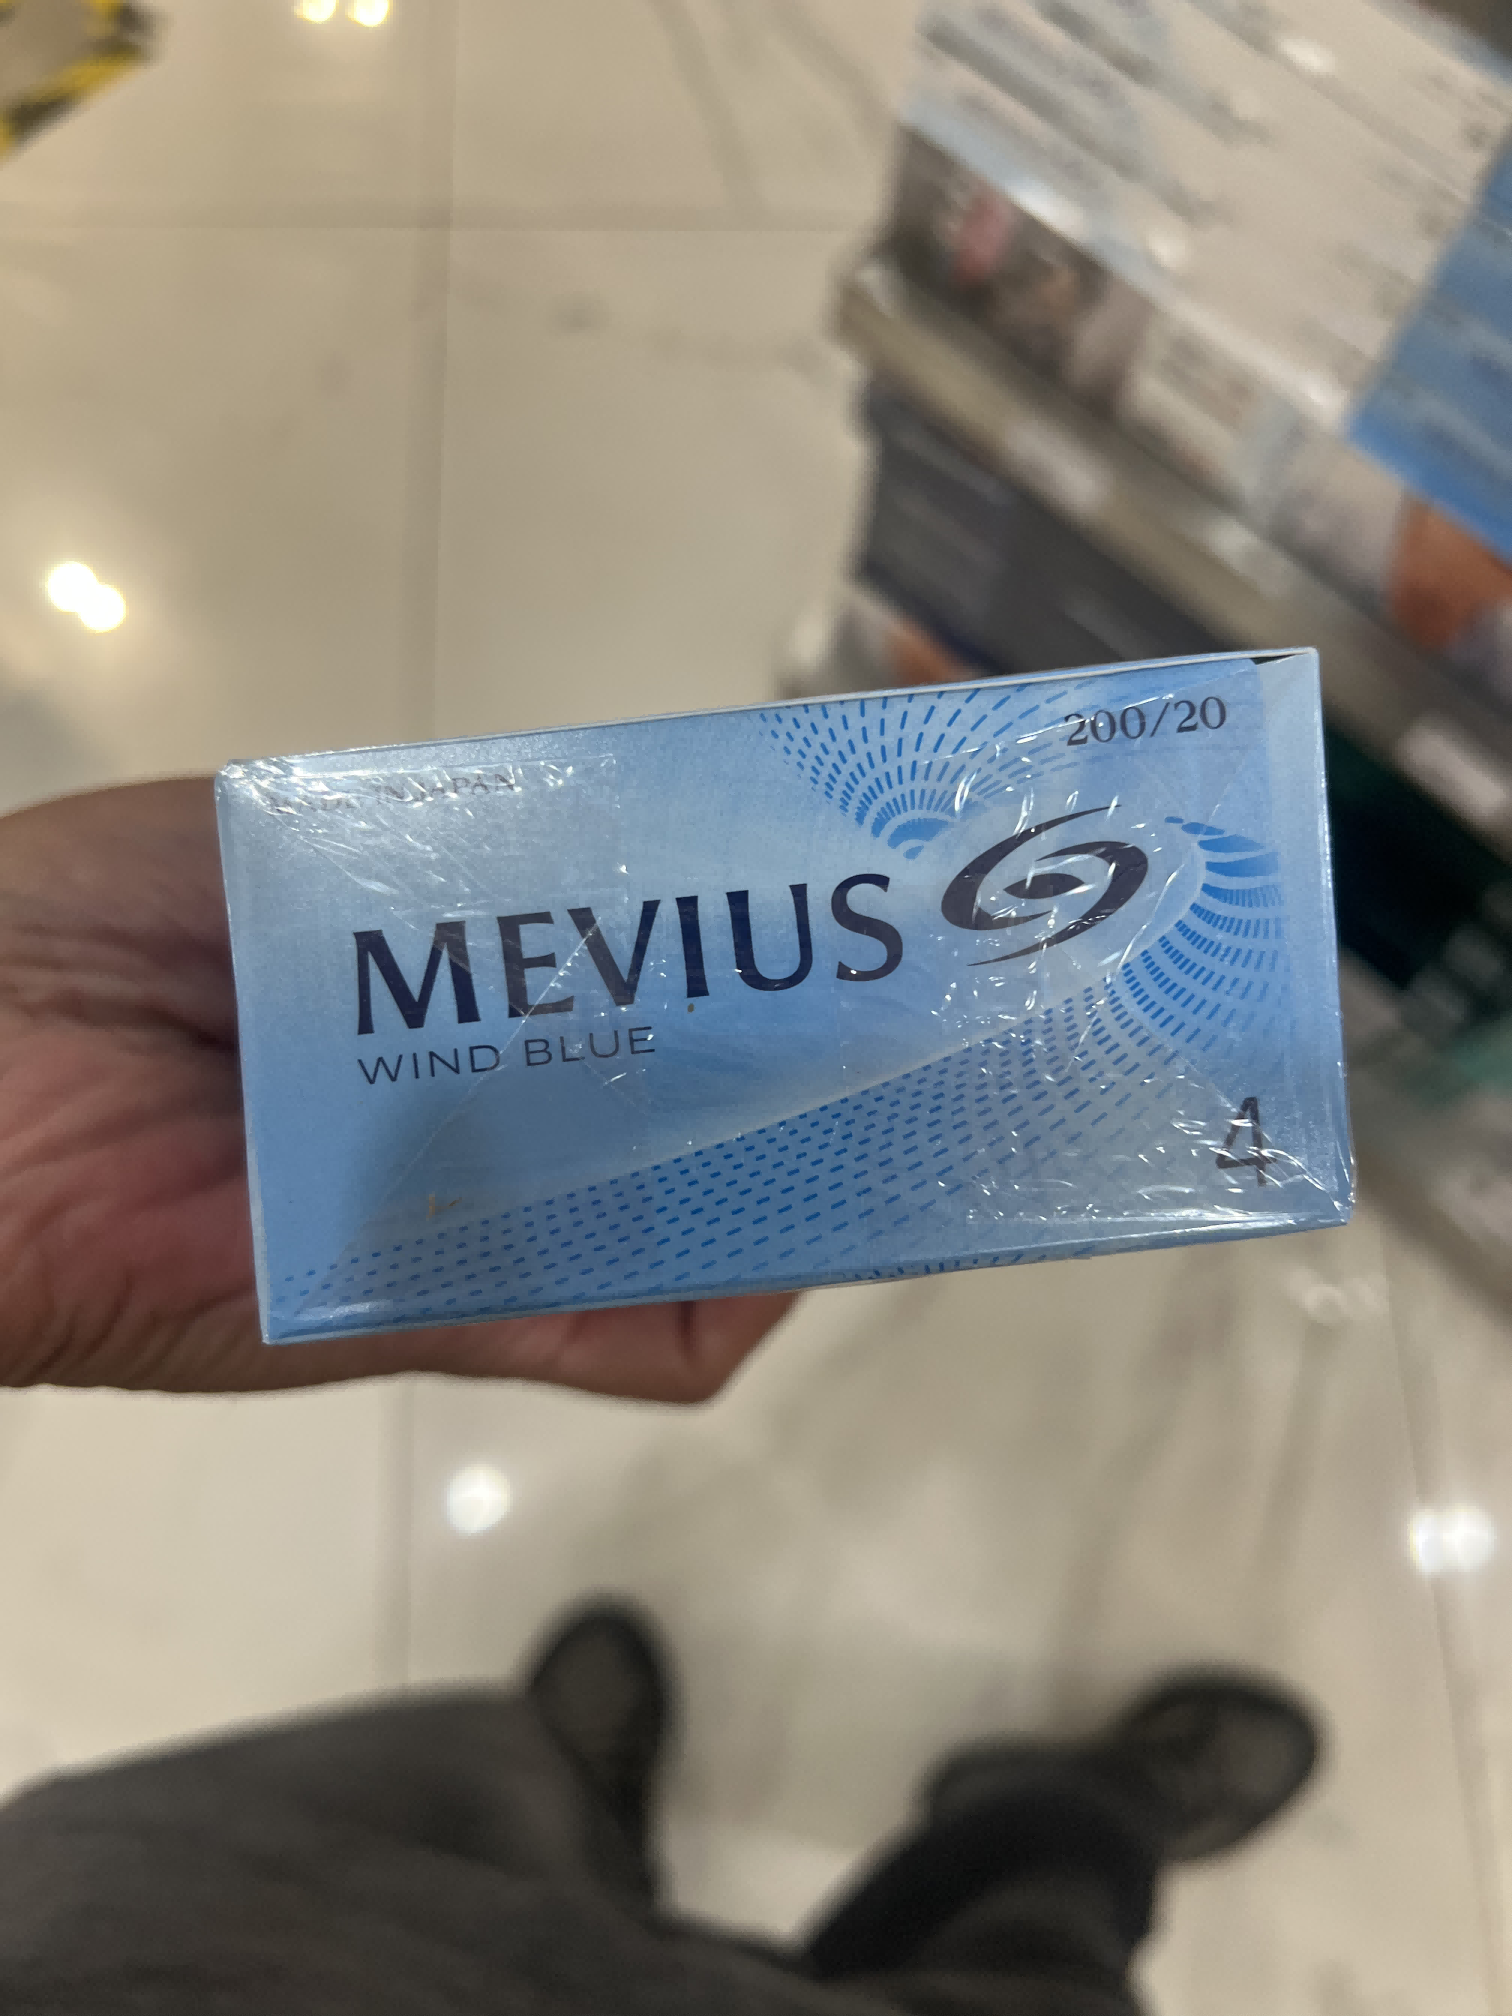 200/20
MADE IN JAPAN
MEVIUS
WIND BLUE
4